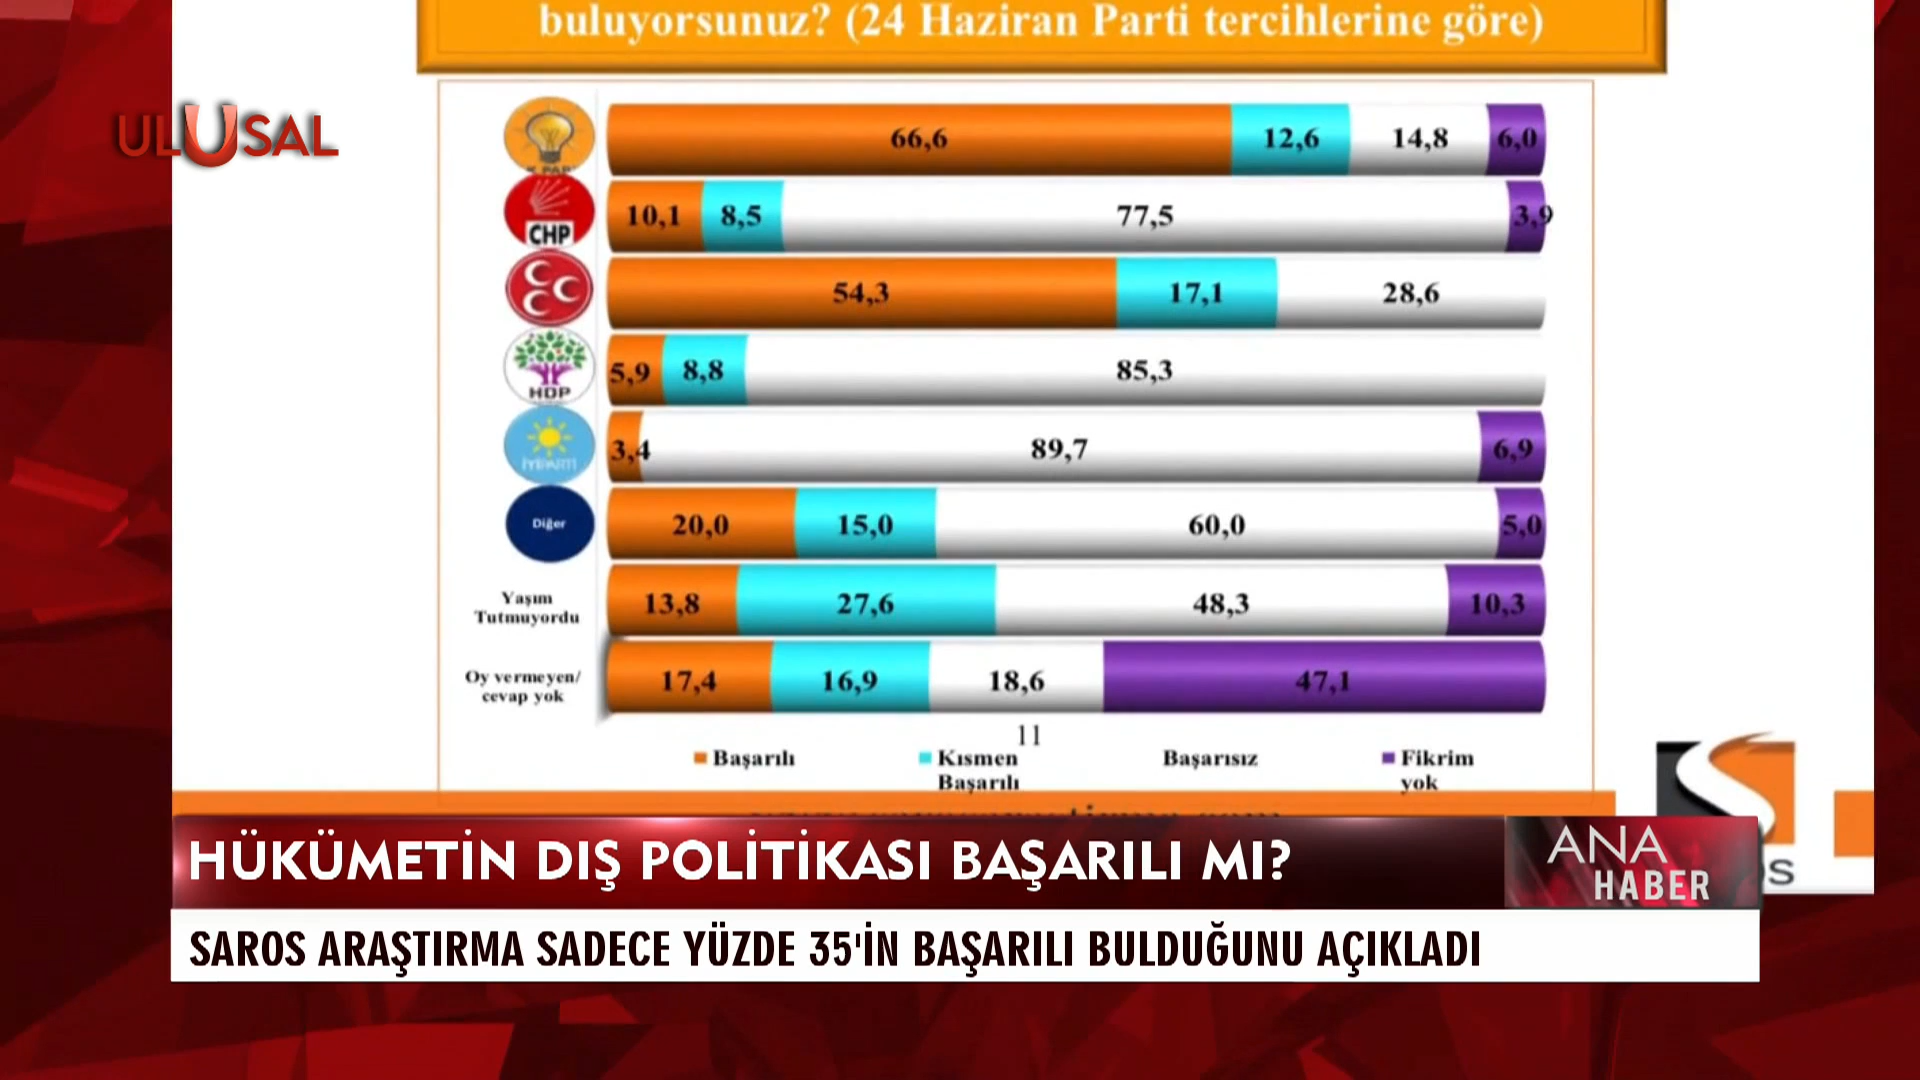 buluyorsunuz? (24 Haziran Parti tercihlerine göre)
ULUSAL
66,6 12,6 14,8 6,0
CHP 10,1 8,5 77,5 3,9
54,3 17,1 28,6
HDP 5,9 8,8 85,3
İYİ PARTİ 3,4 89,7 6,9
Diğer 20,0 15,0 60,0 5,0
Yaşım
Tutmuyordu
13,8 27,6 48,3 10,3
Oy vermeyen/
cevap yok
17,4 16,9 18,6 47,1
11
Başarılı Kısmen Başarısız Fikrim
Başarılı yok
HÜKÜMETİN DIŞ POLİTİKASI BAŞARILI MI?
ANA
HABER
SAROS ARAŞTIRMA SADECE YÜZDE 35'İN BAŞARILI BULDUĞUNU AÇIKLADI